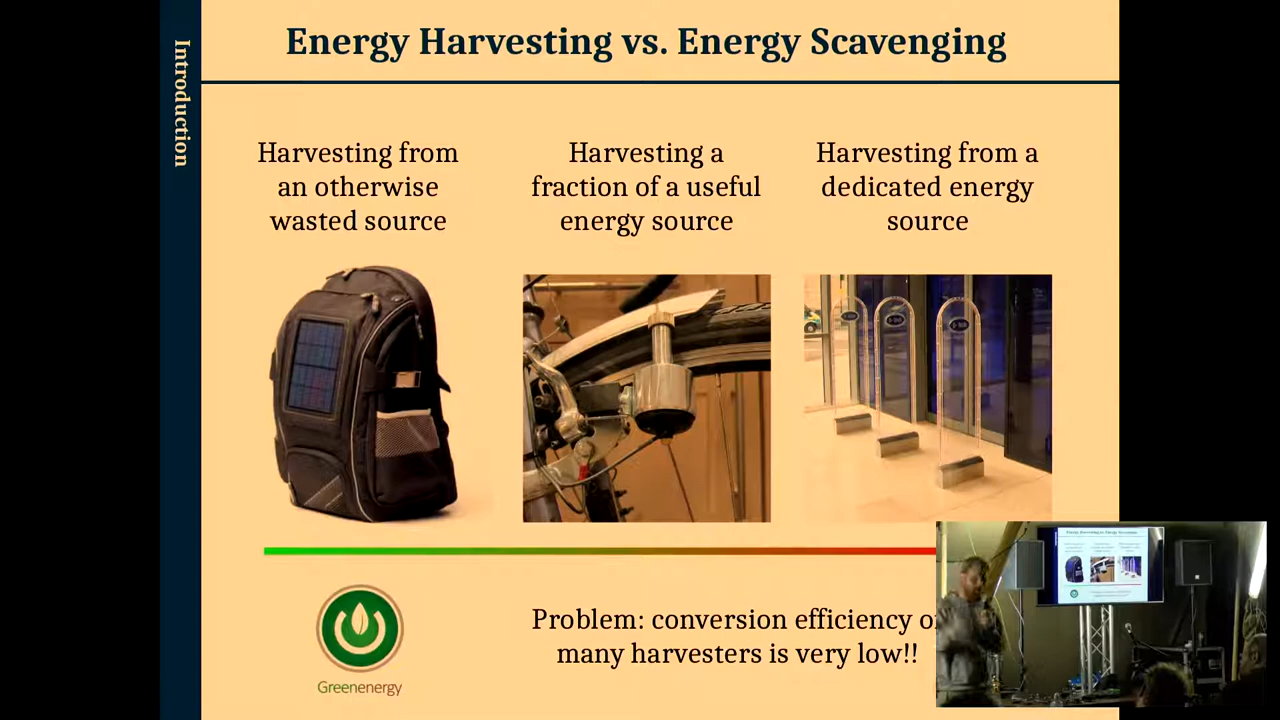 Introduction
Energy Harvesting vs. Energy Scavenging
Harvesting from
an otherwise
wasted source
Harvesting a
fraction of a useful
energy source
Harvesting from a
dedicated energy
source
Greenenergy
Problem: conversion efficiency
many harvesters is very low!!